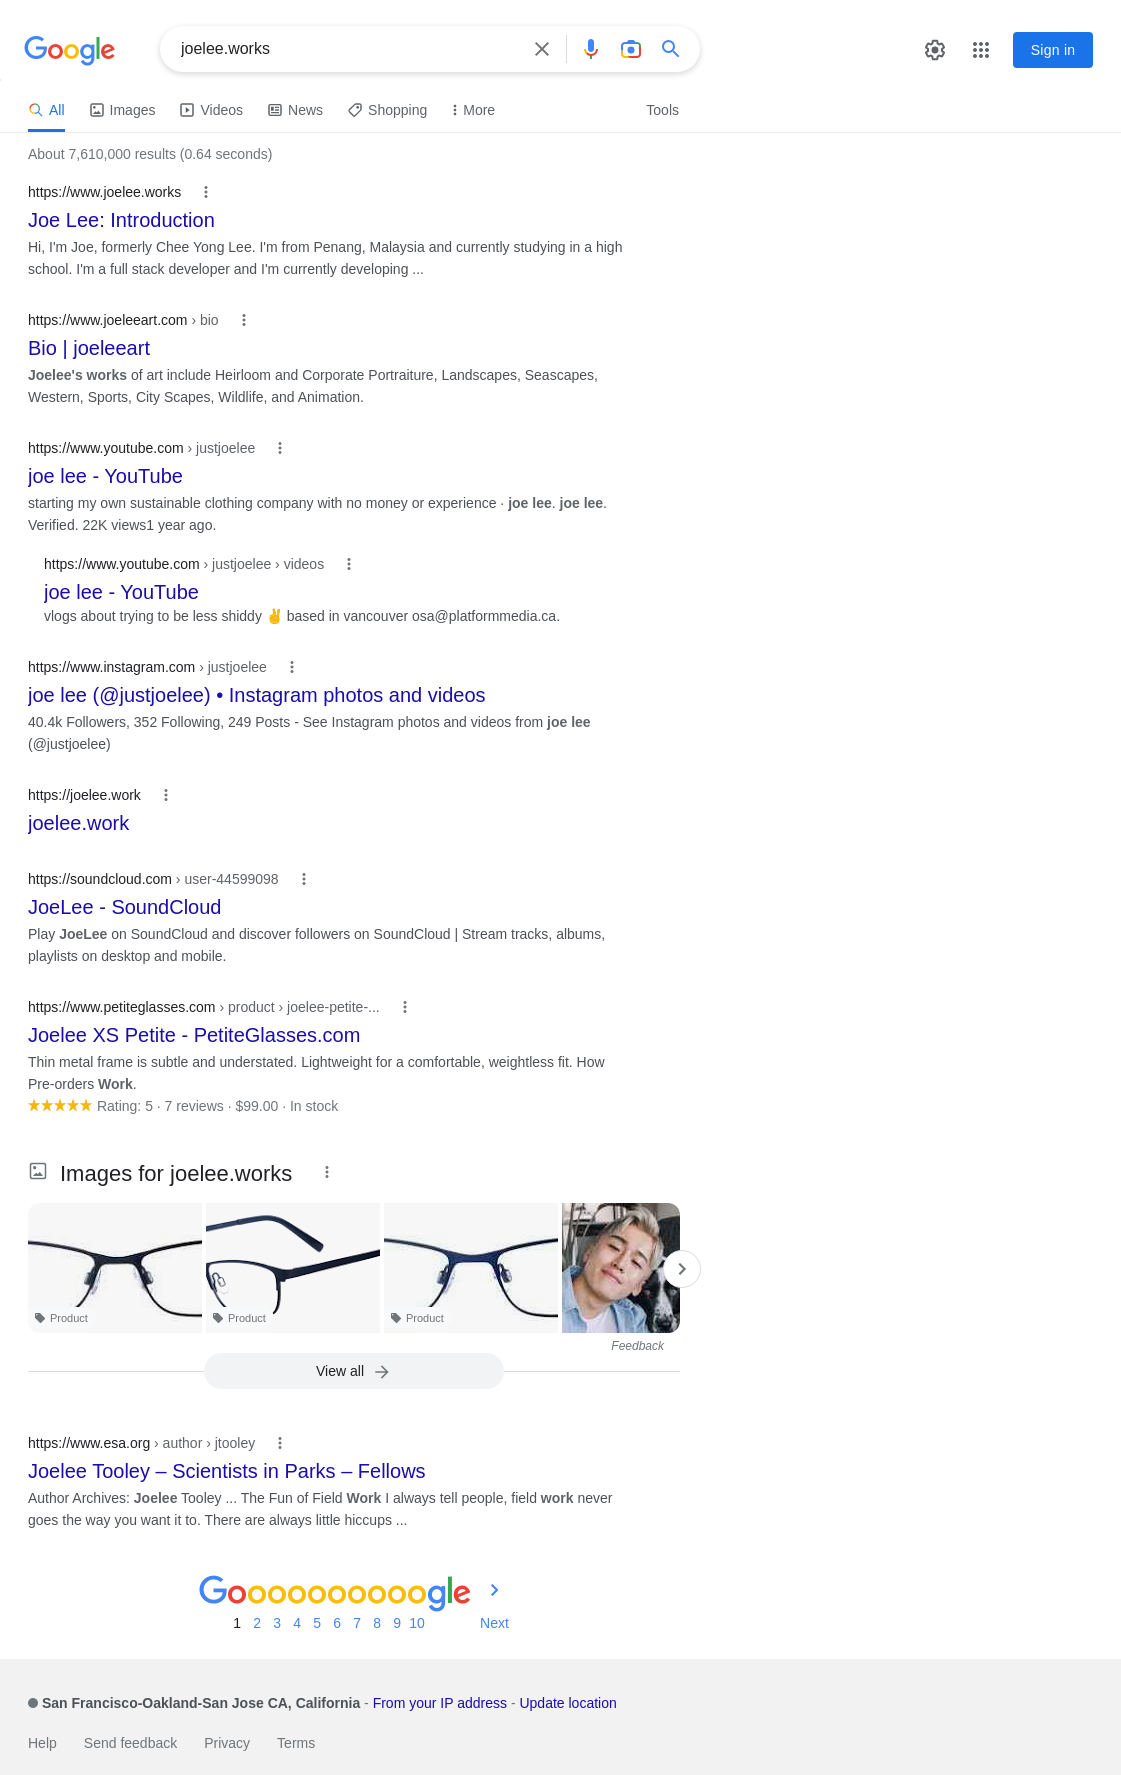 Google
joelee.works
Sign in
All
Images
Videos
News
Shopping
More
Tools
About 7,610,000 results (0.64 seconds)
https://www.joelee.works
Joe Lee: Introduction
Hi, I'm Joe, formerly Chee Yong Lee. I'm from Penang, Malaysia and currently studying in a high
school. I'm a full stack developer and I'm currently developing ...
https://www.joeleeart.com › bio
Bio | joeleeart
Joelee's works of art include Heirloom and Corporate Portraiture, Landscapes, Seascapes,
Western, Sports, City Scapes, Wildlife, and Animation.
https://www.youtube.com › justjoelee
joe lee - YouTube
starting my own sustainable clothing company with no money or experience · joe lee. joe lee.
Verified. 22K views1 year ago.
https://www.youtube.com › justjoelee › videos
joe lee - YouTube
vlogs about trying to be less shiddy ✌️ based in vancouver osa@platformmedia.ca.
https://www.instagram.com › justjoelee
joe lee (@justjoelee) • Instagram photos and videos
40.4k Followers, 352 Following, 249 Posts - See Instagram photos and videos from joe lee
(@justjoelee)
https://joelee.work
joelee.work
https://soundcloud.com › user-44599098
JoeLee - SoundCloud
Play JoeLee on SoundCloud and discover followers on SoundCloud | Stream tracks, albums,
playlists on desktop and mobile.
https://www.petiteglasses.com › product › joelee-petite-...
Joelee XS Petite - PetiteGlasses.com
Thin metal frame is subtle and understated. Lightweight for a comfortable, weightless fit. How
Pre-orders Work.
Rating: 5 · 7 reviews · $99.00 · In stock
Images for joelee.works
Product
Product
Product
Feedback
View all
https://www.esa.org › author › jtooley
Joelee Tooley – Scientists in Parks – Fellows
Author Archives: Joelee Tooley ... The Fun of Field Work I always tell people, field work never
goes the way you want it to. There are always little hiccups ...
Goooooooooogle
1 2 3 4 5 6 7 8 9 10 Next
San Francisco-Oakland-San Jose CA, California - From your IP address - Update location
Help Send feedback Privacy Terms